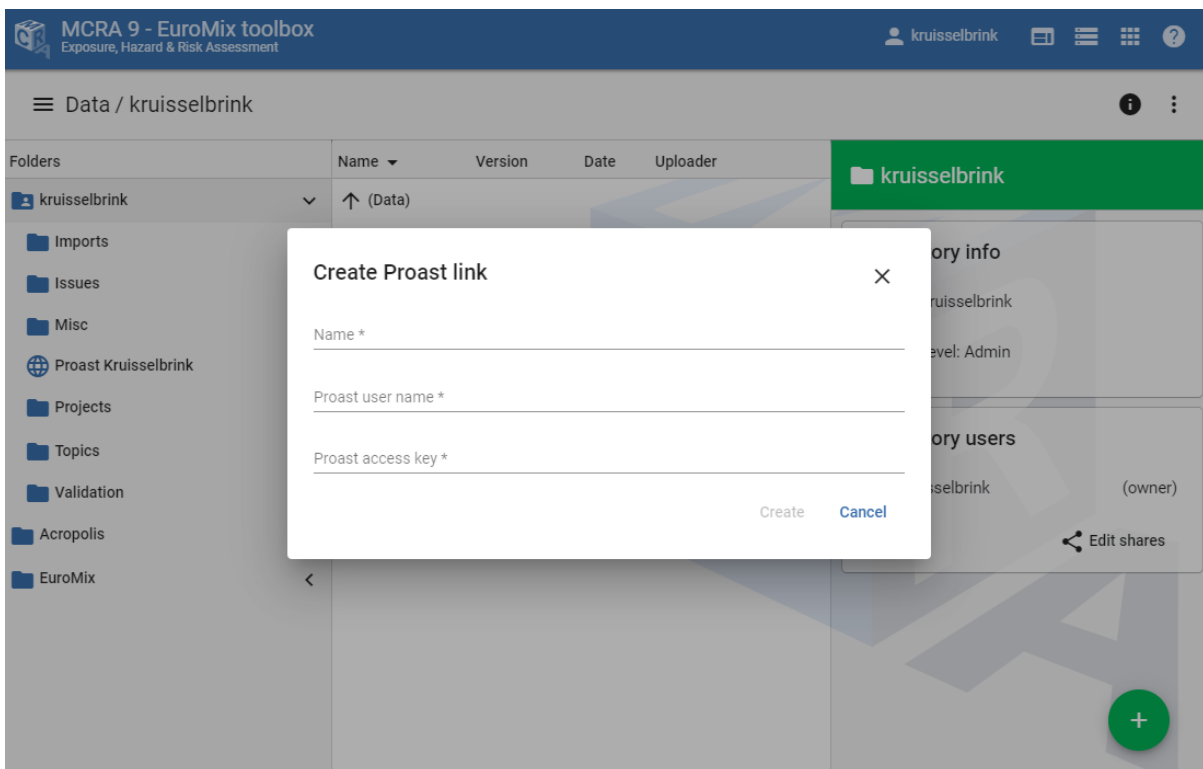 MCRA 9 - EuroMix toolbox
Exposure, Hazard & Risk Assessment
kruisselbrink
Data / kruisselbrink
Folders
Name Version Date Uploader
kruisselbrink
kruisselbrink
(Data)
Imports
Issues
Misc
Proast Kruisselbrink
Projects
Topics
Validation
Acropolis
EuroMix
Create Proast link
Name *
Proast user name *
Proast access key *
Create Cancel
ory info
ruisselbrink
evel: Admin
ory users
sselbrink (owner)
Edit shares